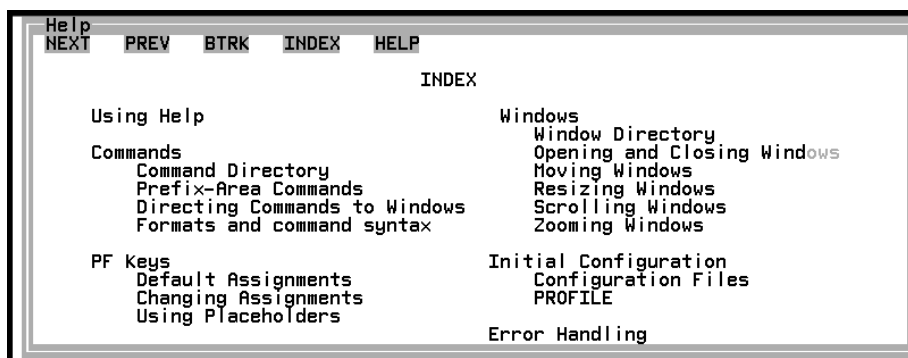 Help
NEXT PREV BTRK INDEX HELP
INDEX
Using Help
Commands
Command Directory
Prefix-Area Commands
Directing Commands to Windows
Formats and command syntax
PF Keys
Default Assignments
Changing Assignments
Using Placeholders
Windows
Window Directory
Opening and Closing Windows
Moving Windows
Resizing Windows
Scrolling Windows
Zooming Windows
Initial Configuration
Configuration Files
PROFILE
Error Handling